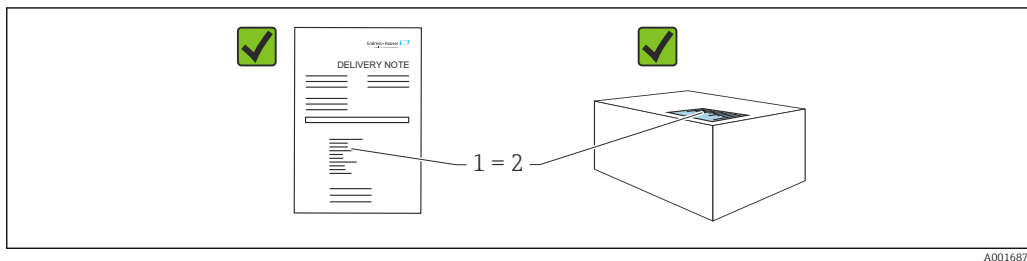 Endress+Hauser
DELIVERY NOTE
1 = 2
A001687